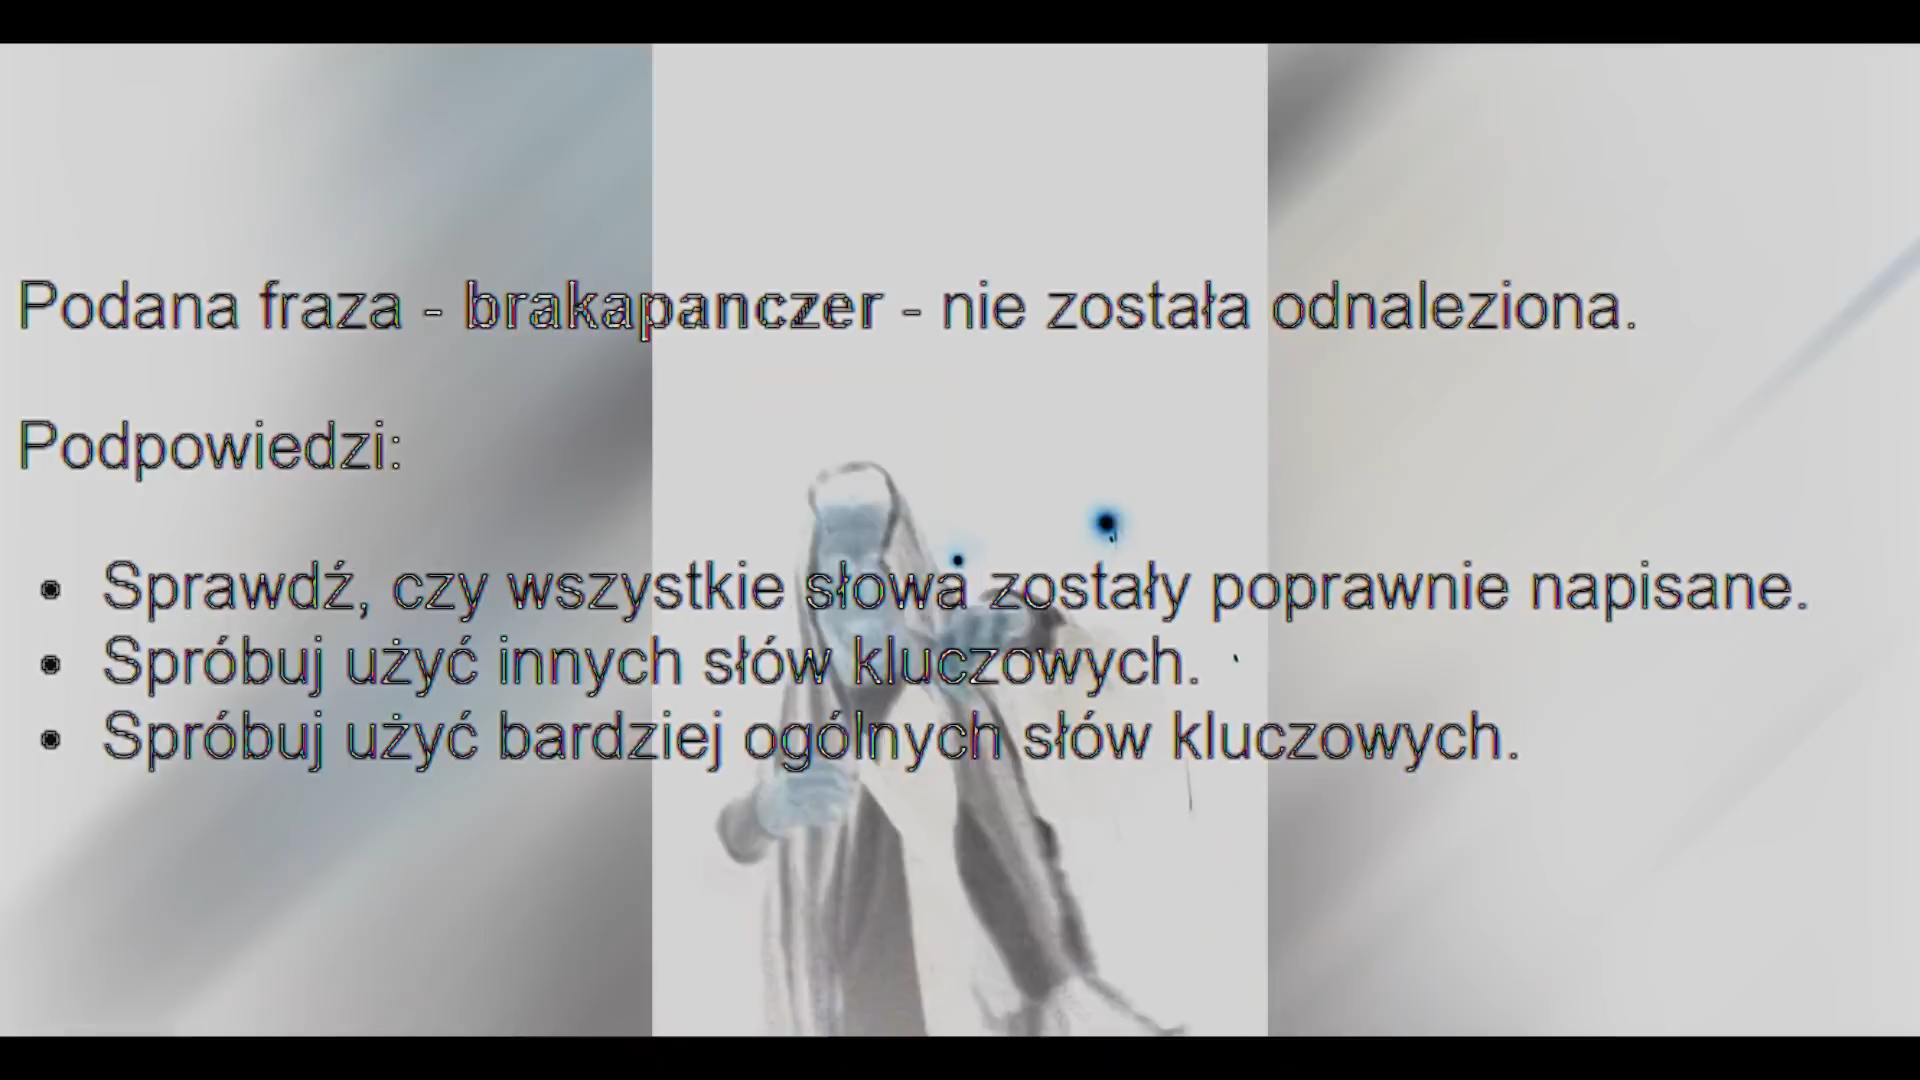 Podana fraza - brakapanczer - nie została odnaleziona.
Podpowiedzi:
• Sprawdź, czy wszystkie słowa zostały poprawnie napisane.
• Spróbuj użyć innych słów kluczowych.
• Spróbuj użyć bardziej ogólnych słów kluczowych.